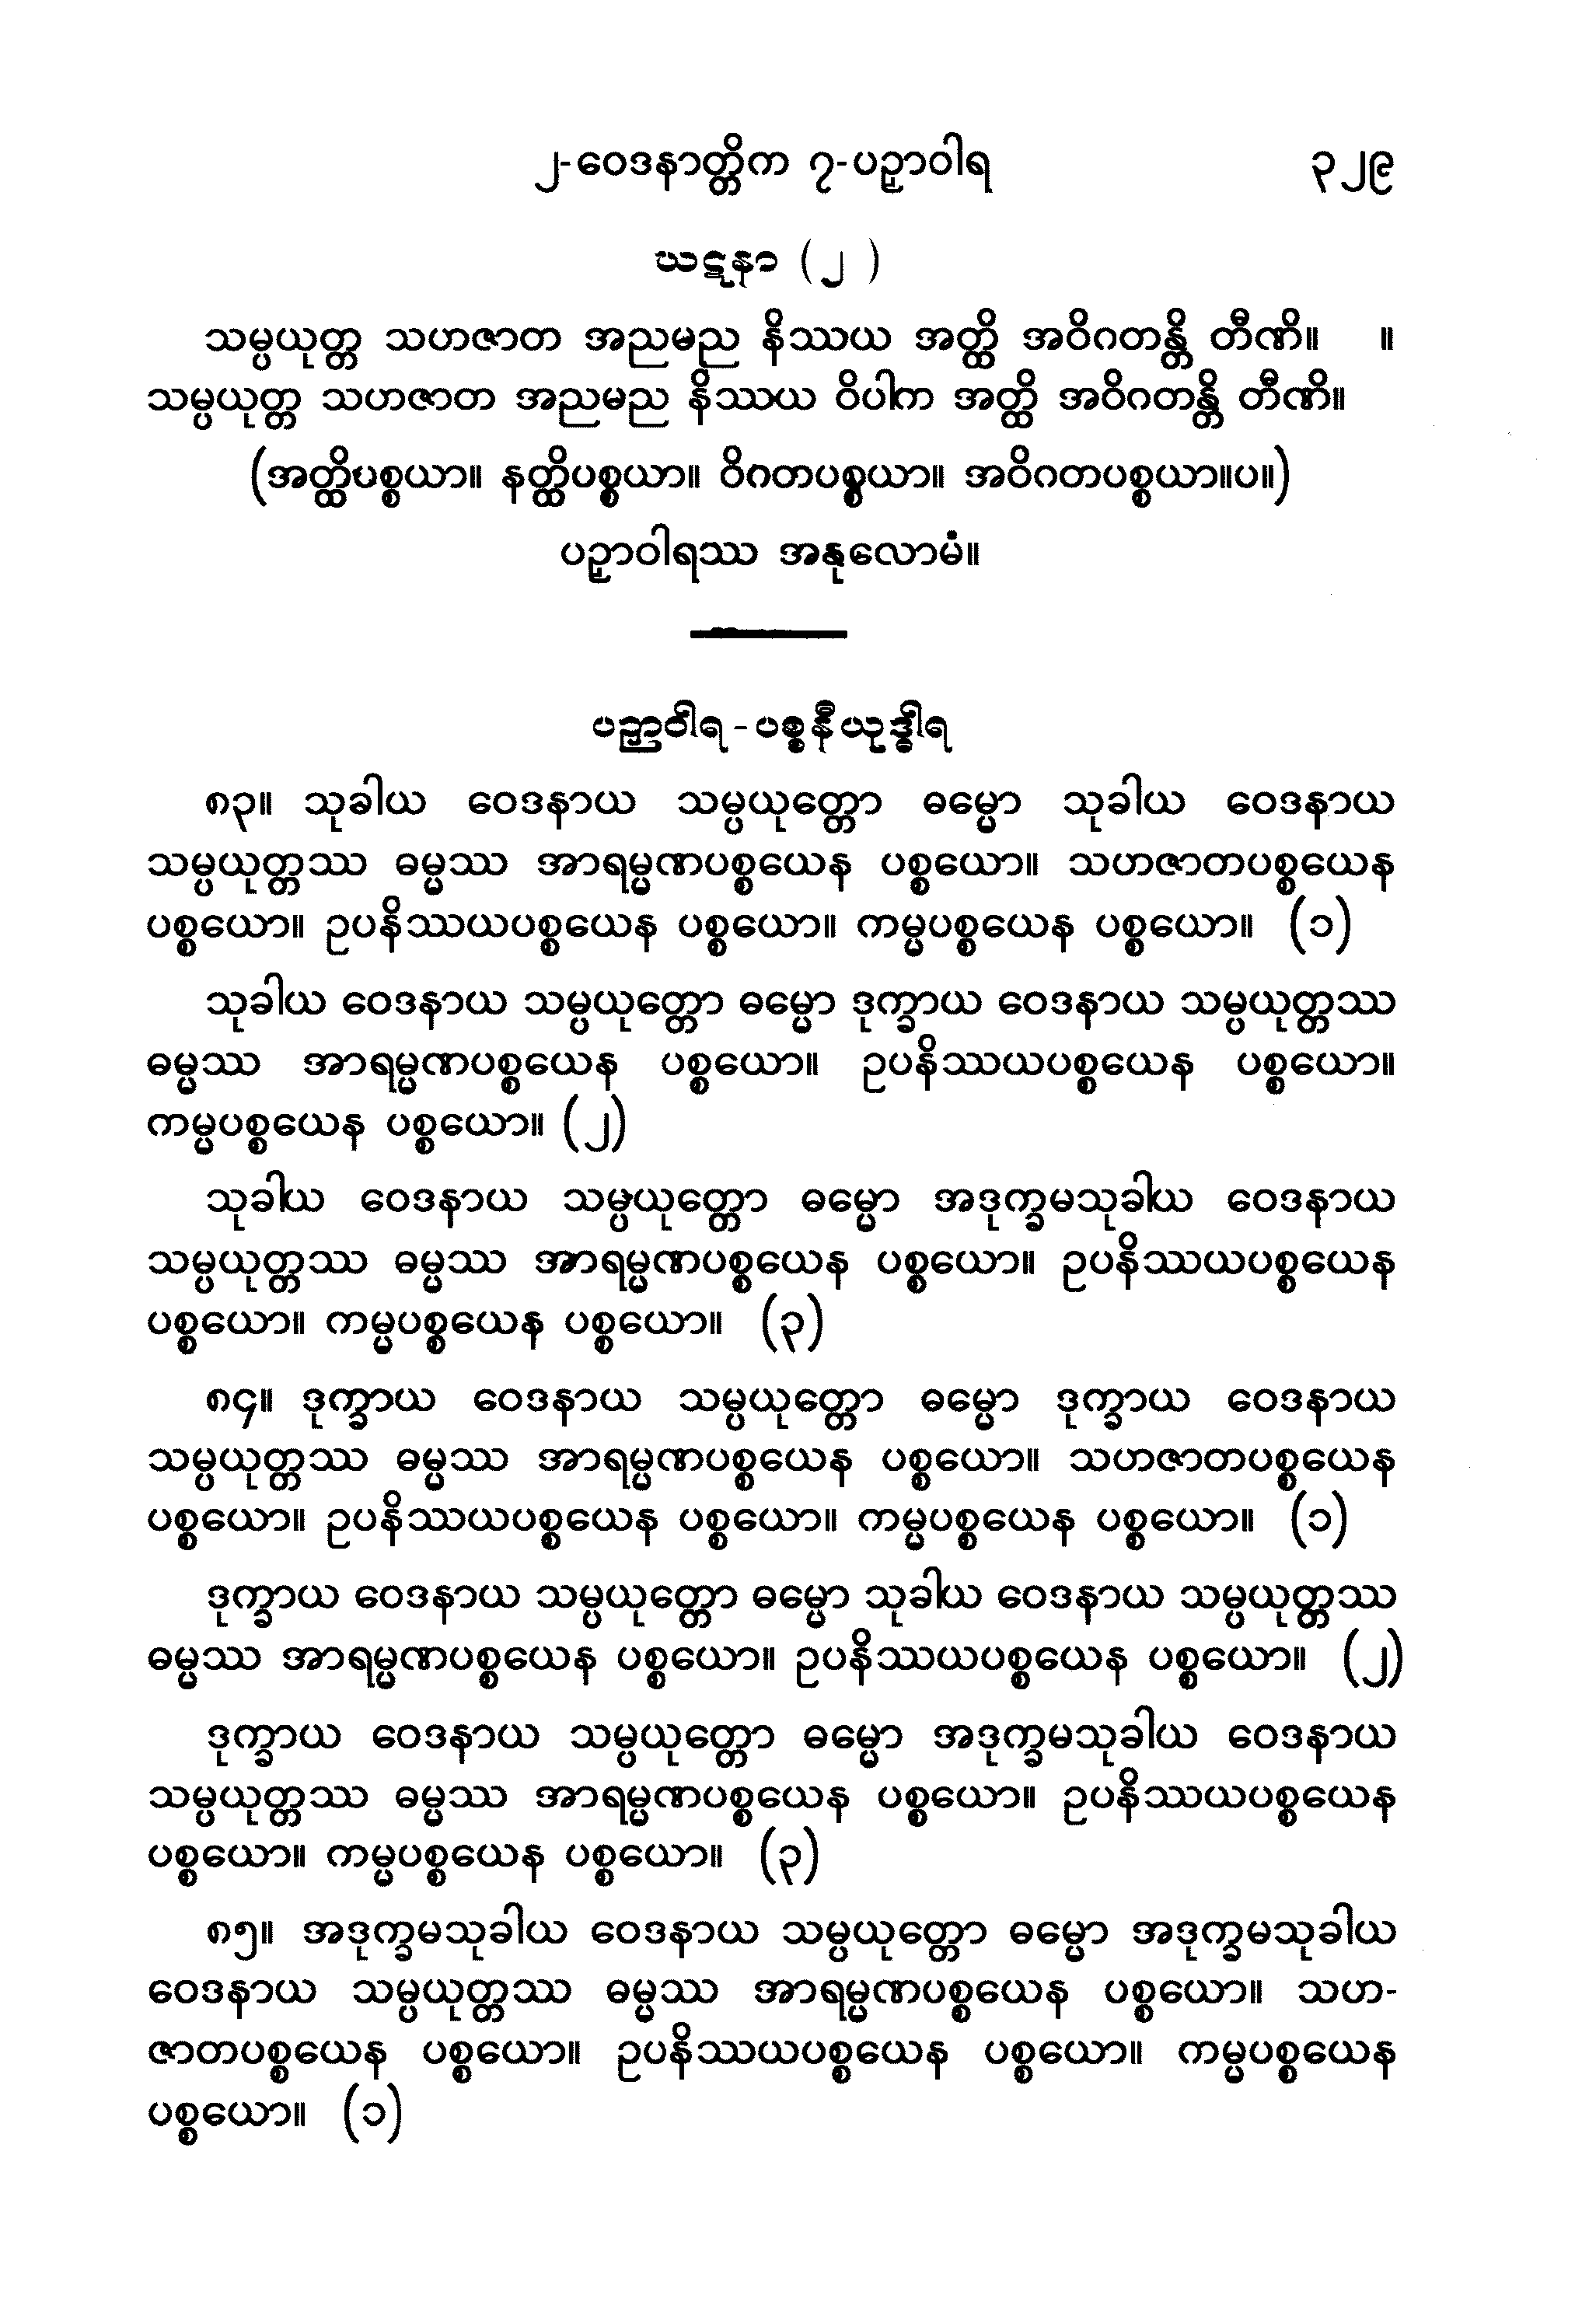 ၂-ဝေဒနာတ္တိက ၇-ပဉှာဝါရ ၃၂၉
ဃဋနာ (၂ )
သမ္ပယုတ္တ သဟဇာတ အညမည နိဿယ အတ္ထိ အဝိဂတန္တိ တီဏိ။ ။
သမ္ပယုတ္တ သဟဇာတ အညမည နိဿယ ဝိပါက အတ္ထိ အဝိဂတန္တိ တီဏိ။
(အတ္ထိပစ္စယာ။ နတ္ထိပစ္စယာ။ ဝိဂတပစ္စယာ။ အဝိဂတပစ္စယာ။ပ။)
ပဉှာဝါရဿ အနုလောမံ။
ပညာဝါရ-ပစ္စနီယုဒ္ဓါရ
၈၃။ သုခါယ ဝေဒနာယ သမ္ပယုတ္တော ဓမ္မော သုခါယ ဝေဒနာယ
သမ္ပယုတ္တဿ ဓမ္မဿ အာရမ္မဏပစ္စယေန ပစ္စယော။ သဟဇာတပစ္စယေန
ပစ္စယော။ ဥပနိဿယပစ္စယေန ပစ္စယော။ ကမ္မပစ္စယေန ပစ္စယော။ (၁)
သုခါယ ဝေဒနာယ သမ္ပယုတ္တော ဓမ္မော ဒုက္ခာယ ဝေဒနာယ သမ္ပယုတ္တဿ
ဓမ္မဿ အာရမ္မဏပစ္စယေန ပစ္စယော။ ဥပနိဿယပစ္စယေန ပစ္စယော။
ကမ္မပစ္စယေန ပစ္စယော။ (၂)
သုခါယ ဝေဒနာယ သမ္ပယုတ္တော ဓမ္မော အဒုက္ခမသုခါယ ဝေဒနာယ
သမ္ပယုတ္တဿ ဓမ္မဿ အာရမ္မဏပစ္စယေန ပစ္စယော။ ဥပနိဿယပစ္စယေန
ပစ္စယော။ ကမ္မပစ္စယေန ပစ္စယော။ (၃)
၈၄။ ဒုက္ခာယ ဝေဒနာယ သမ္ပယုတ္တော ဓမ္မော ဒုက္ခာယ ဝေဒနာယ
သမ္ပယုတ္တဿ ဓမ္မဿ အာရမ္မဏပစ္စယေန ပစ္စယော။ သဟဇာတပစ္စယေန
ပစ္စယော။ ဥပနိဿယပစ္စယေန ပစ္စယော။ ကမ္မပစ္စယေန ပစ္စယော။ (၁)
ဒုက္ခာယ ဝေဒနာယ သမ္ပယုတ္တော ဓမ္မော သုခါယ ဝေဒနာယ သမ္ပယုတ္တဿ
ဓမ္မဿ အာရမ္မဏပစ္စယေန ပစ္စယော။ ဥပနိဿယပစ္စယေန ပစ္စယော။ (၂)
ဒုက္ခာယ ဝေဒနာယ သမ္ပယုတ္တော ဓမ္မော အဒုက္ခမသုခါယ ဝေဒနာယ
သမ္ပယုတ္တဿ ဓမ္မဿ အာရမ္မဏပစ္စယေန ပစ္စယော။ ဥပနိဿယပစ္စယေန
ပစ္စယော။ ကမ္မပစ္စယေန ပစ္စယော။ (၃)
၈၅။ အဒုက္ခမသုခါယ ဝေဒနာယ သမ္ပယုတ္တော ဓမ္မော အဒုက္ခမသုခါယ
ဝေဒနာယ သမ္ပယုတ္တဿ ဓမ္မဿ အာရမ္မဏပစ္စယေန ပစ္စယော။ သဟ-
ဇာတပစ္စယေန ပစ္စယော။ ဥပနိဿယပစ္စယေန ပစ္စယော။ ကမ္မပစ္စယေန
ပစ္စယော။ (၁)